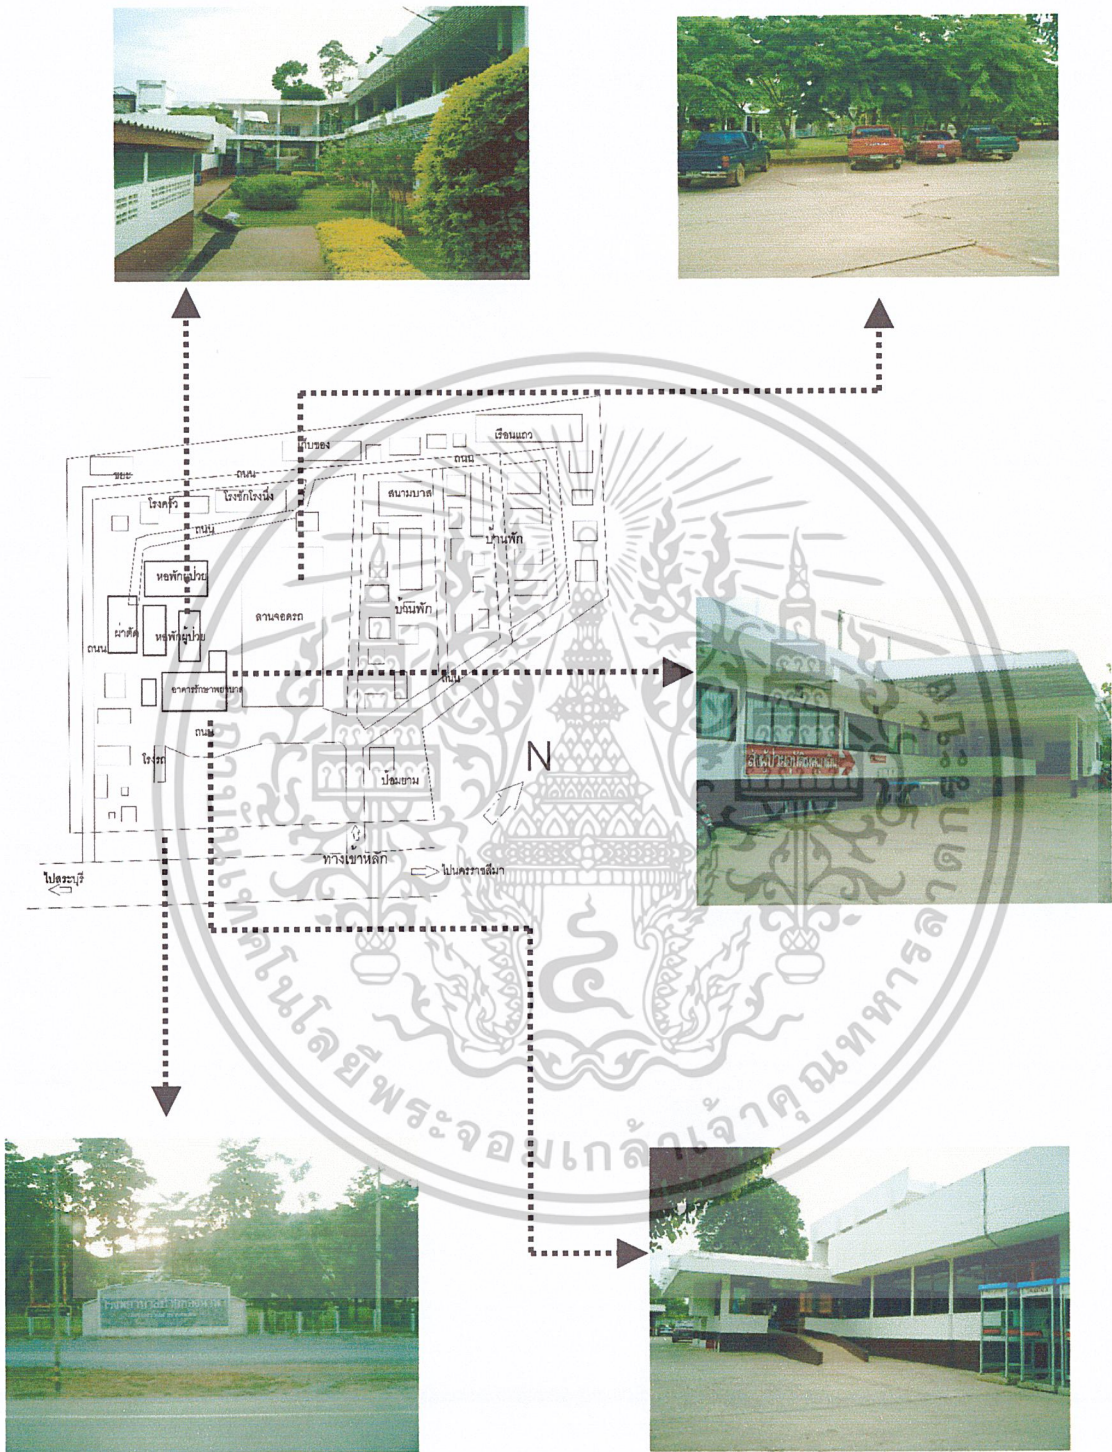 เก็บของ
เรือนแถว
ขยะ
ถนน
ถนน
โรงครัว
โรงซักโรงนึ่ง
สนามบาส
ถนน
บ้านพัก
หอพักผู้ป่วย
ผ่าตัด
หอพักผู้ป่วย
ลานจอดรถ
บ้านพัก
ถนน
ถนน
อาคารรักษาพยาบาล
ถนน
โรงรถ
ป้อมยาม
N
ทางเข้าหลัก
ไปสระบุรี
ไปนครราชสีมา
เทคโนโลยีพระจอมเกล้าเจ้าคุณทหารลาดกระบัง